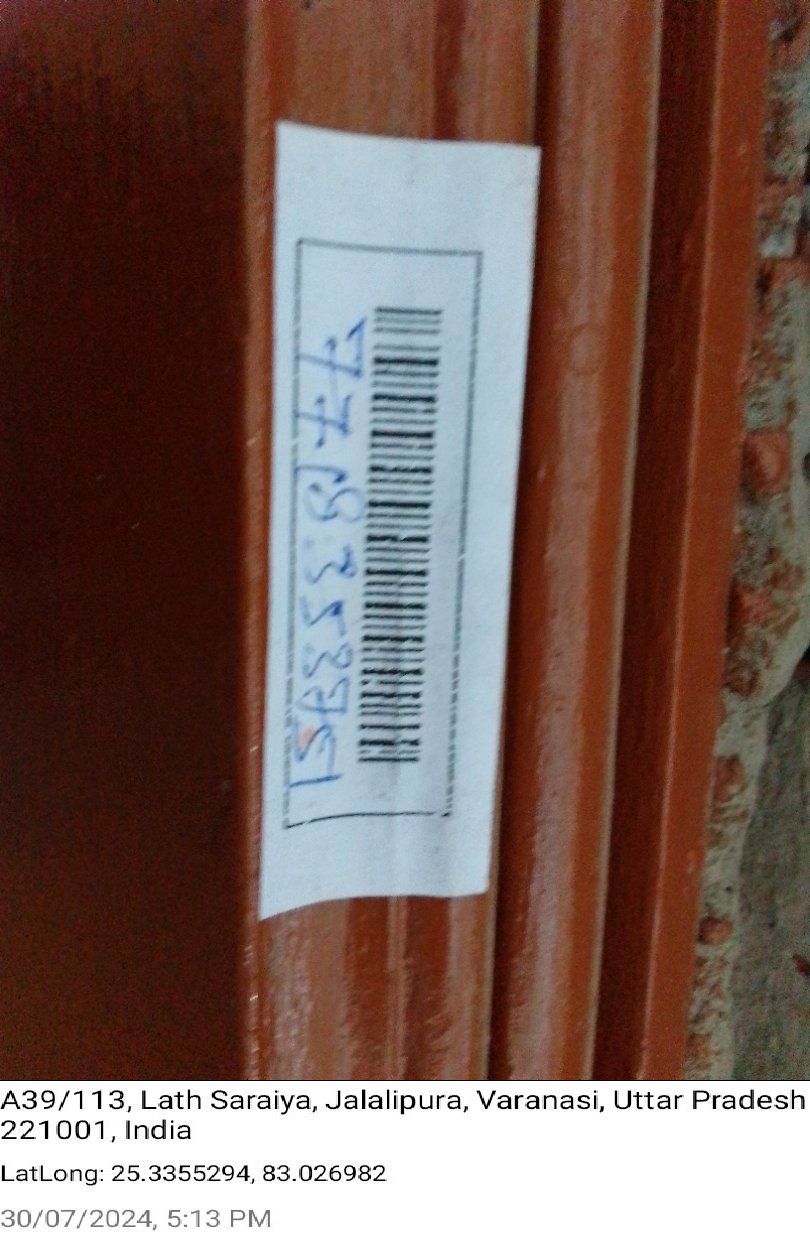 A39/113, Lath Saraiya, Jalalipura, Varanasi, Uttar Pradesh
221001, India
LatLong: 25.3355294, 83.026982
30/07/2024, 5:13 PM